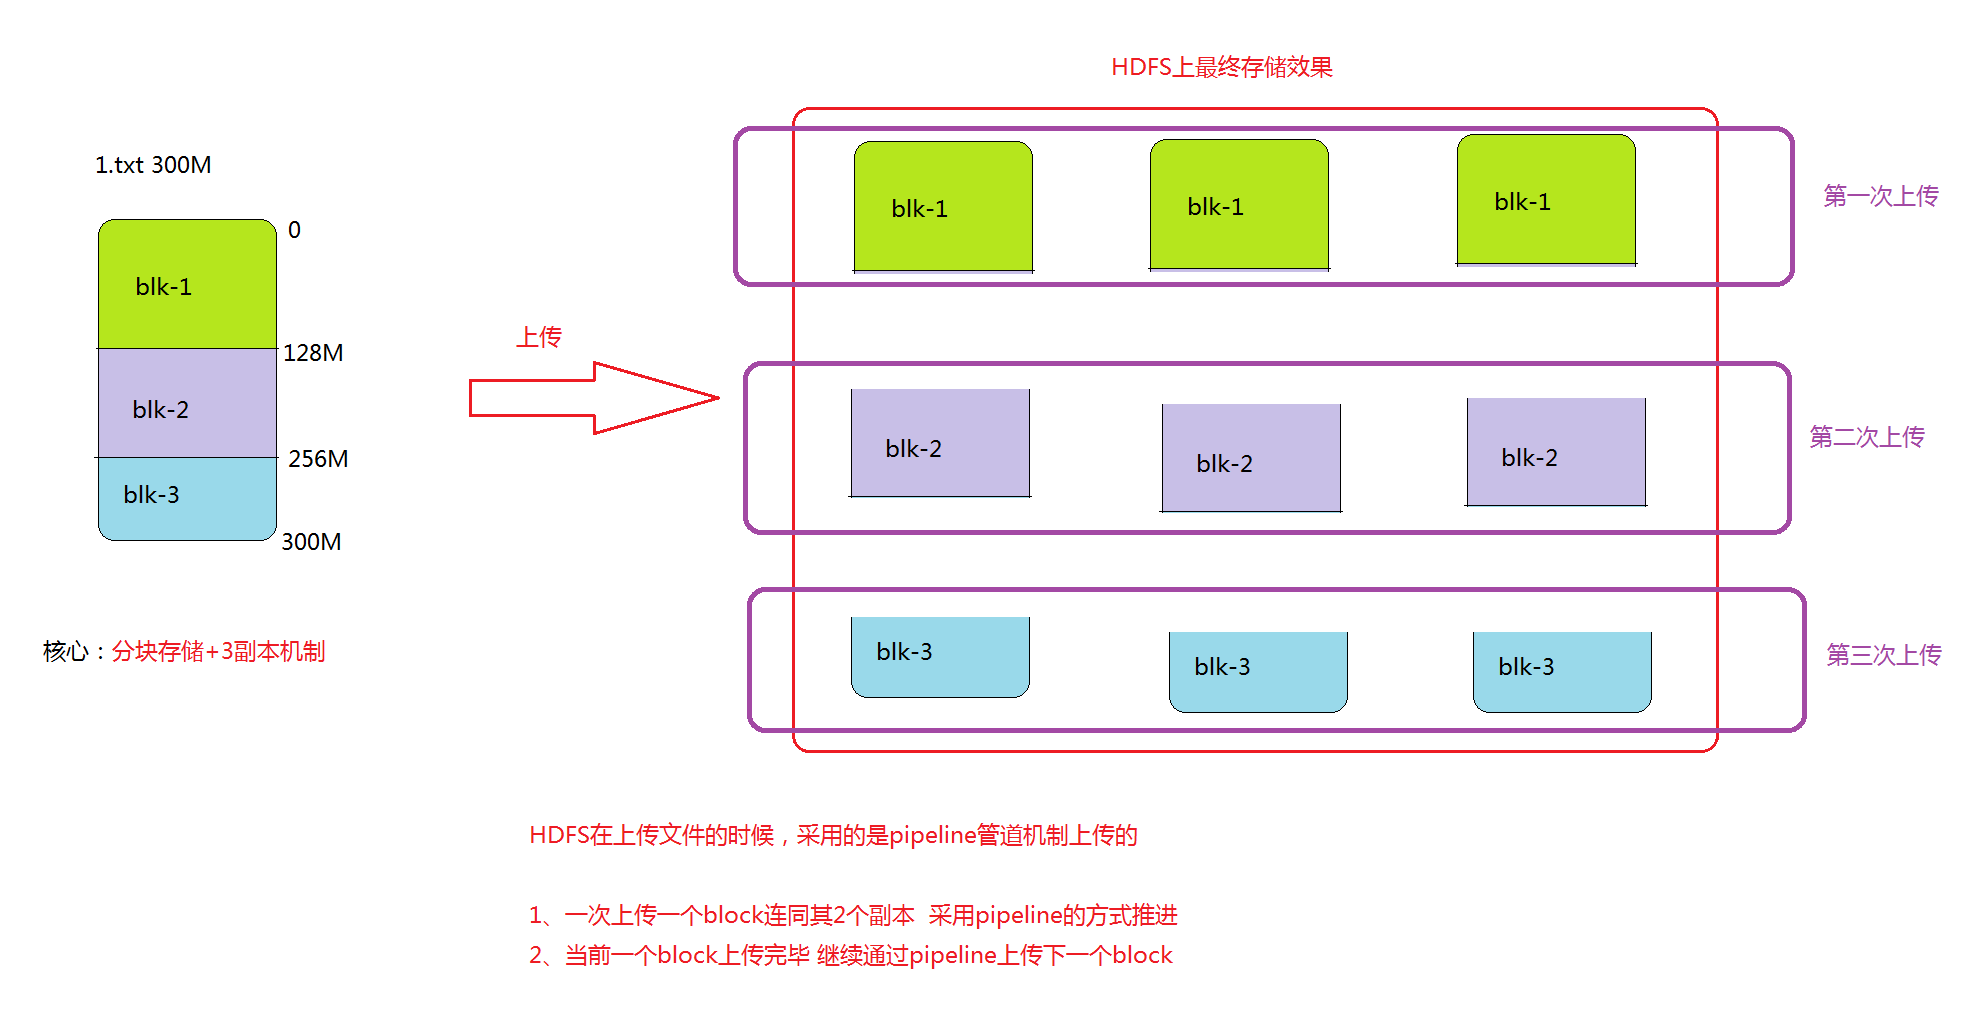 HDFS上最终存储效果
1.txt 300M
0
blk-1
128M
blk-2
256M
blk-3
300M
核心：分块存储+3副本机制
上传
blk-1
blk-1
blk-1
第一次上传
blk-2
blk-2
blk-2
第二次上传
blk-3
blk-3
blk-3
第三次上传
HDFS在上传文件的时候，采用的是pipeline管道机制上传的
1、一次上传一个block连同其2个副本 采用pipeline的方式推进
2、当前一个block上传完毕 继续通过pipeline上传下一个block